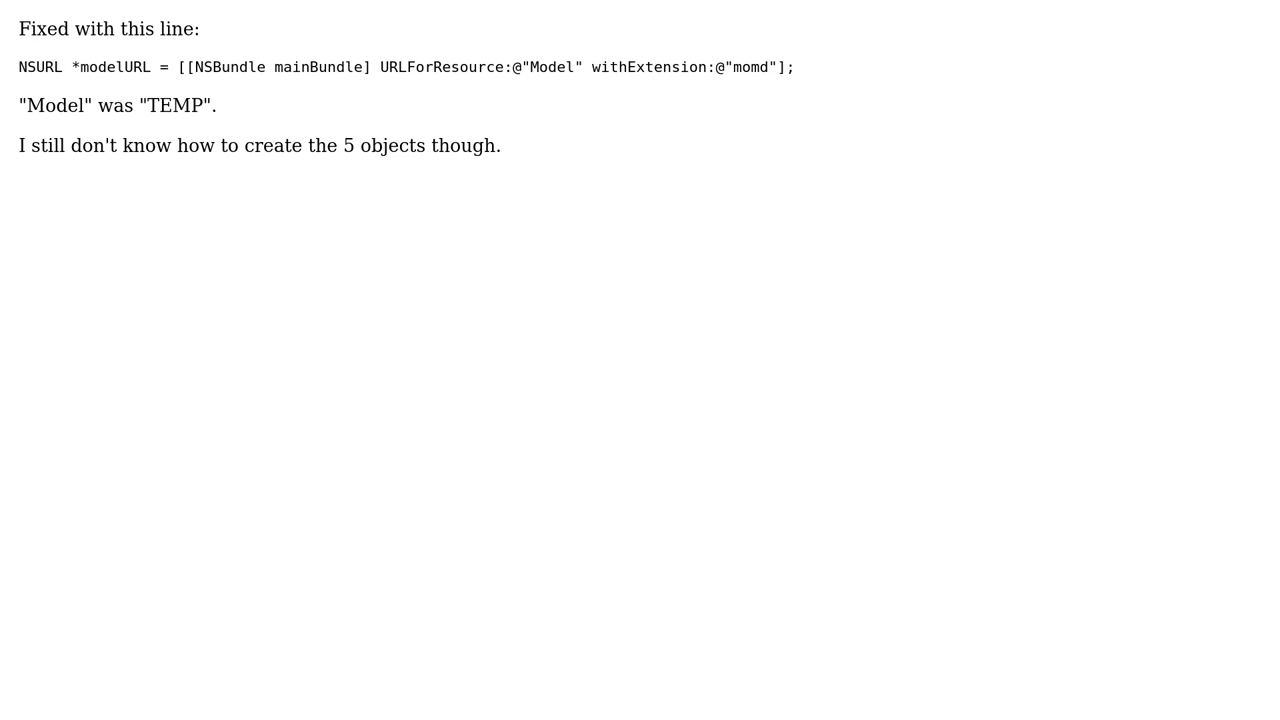 Fixed with this line:
NSURL *modelURL = [[NSBundle mainBundle] URLForResource:@"Model" withExtension:@"momd"];
"Model" was "TEMP".
I still don't know how to create the 5 objects though.